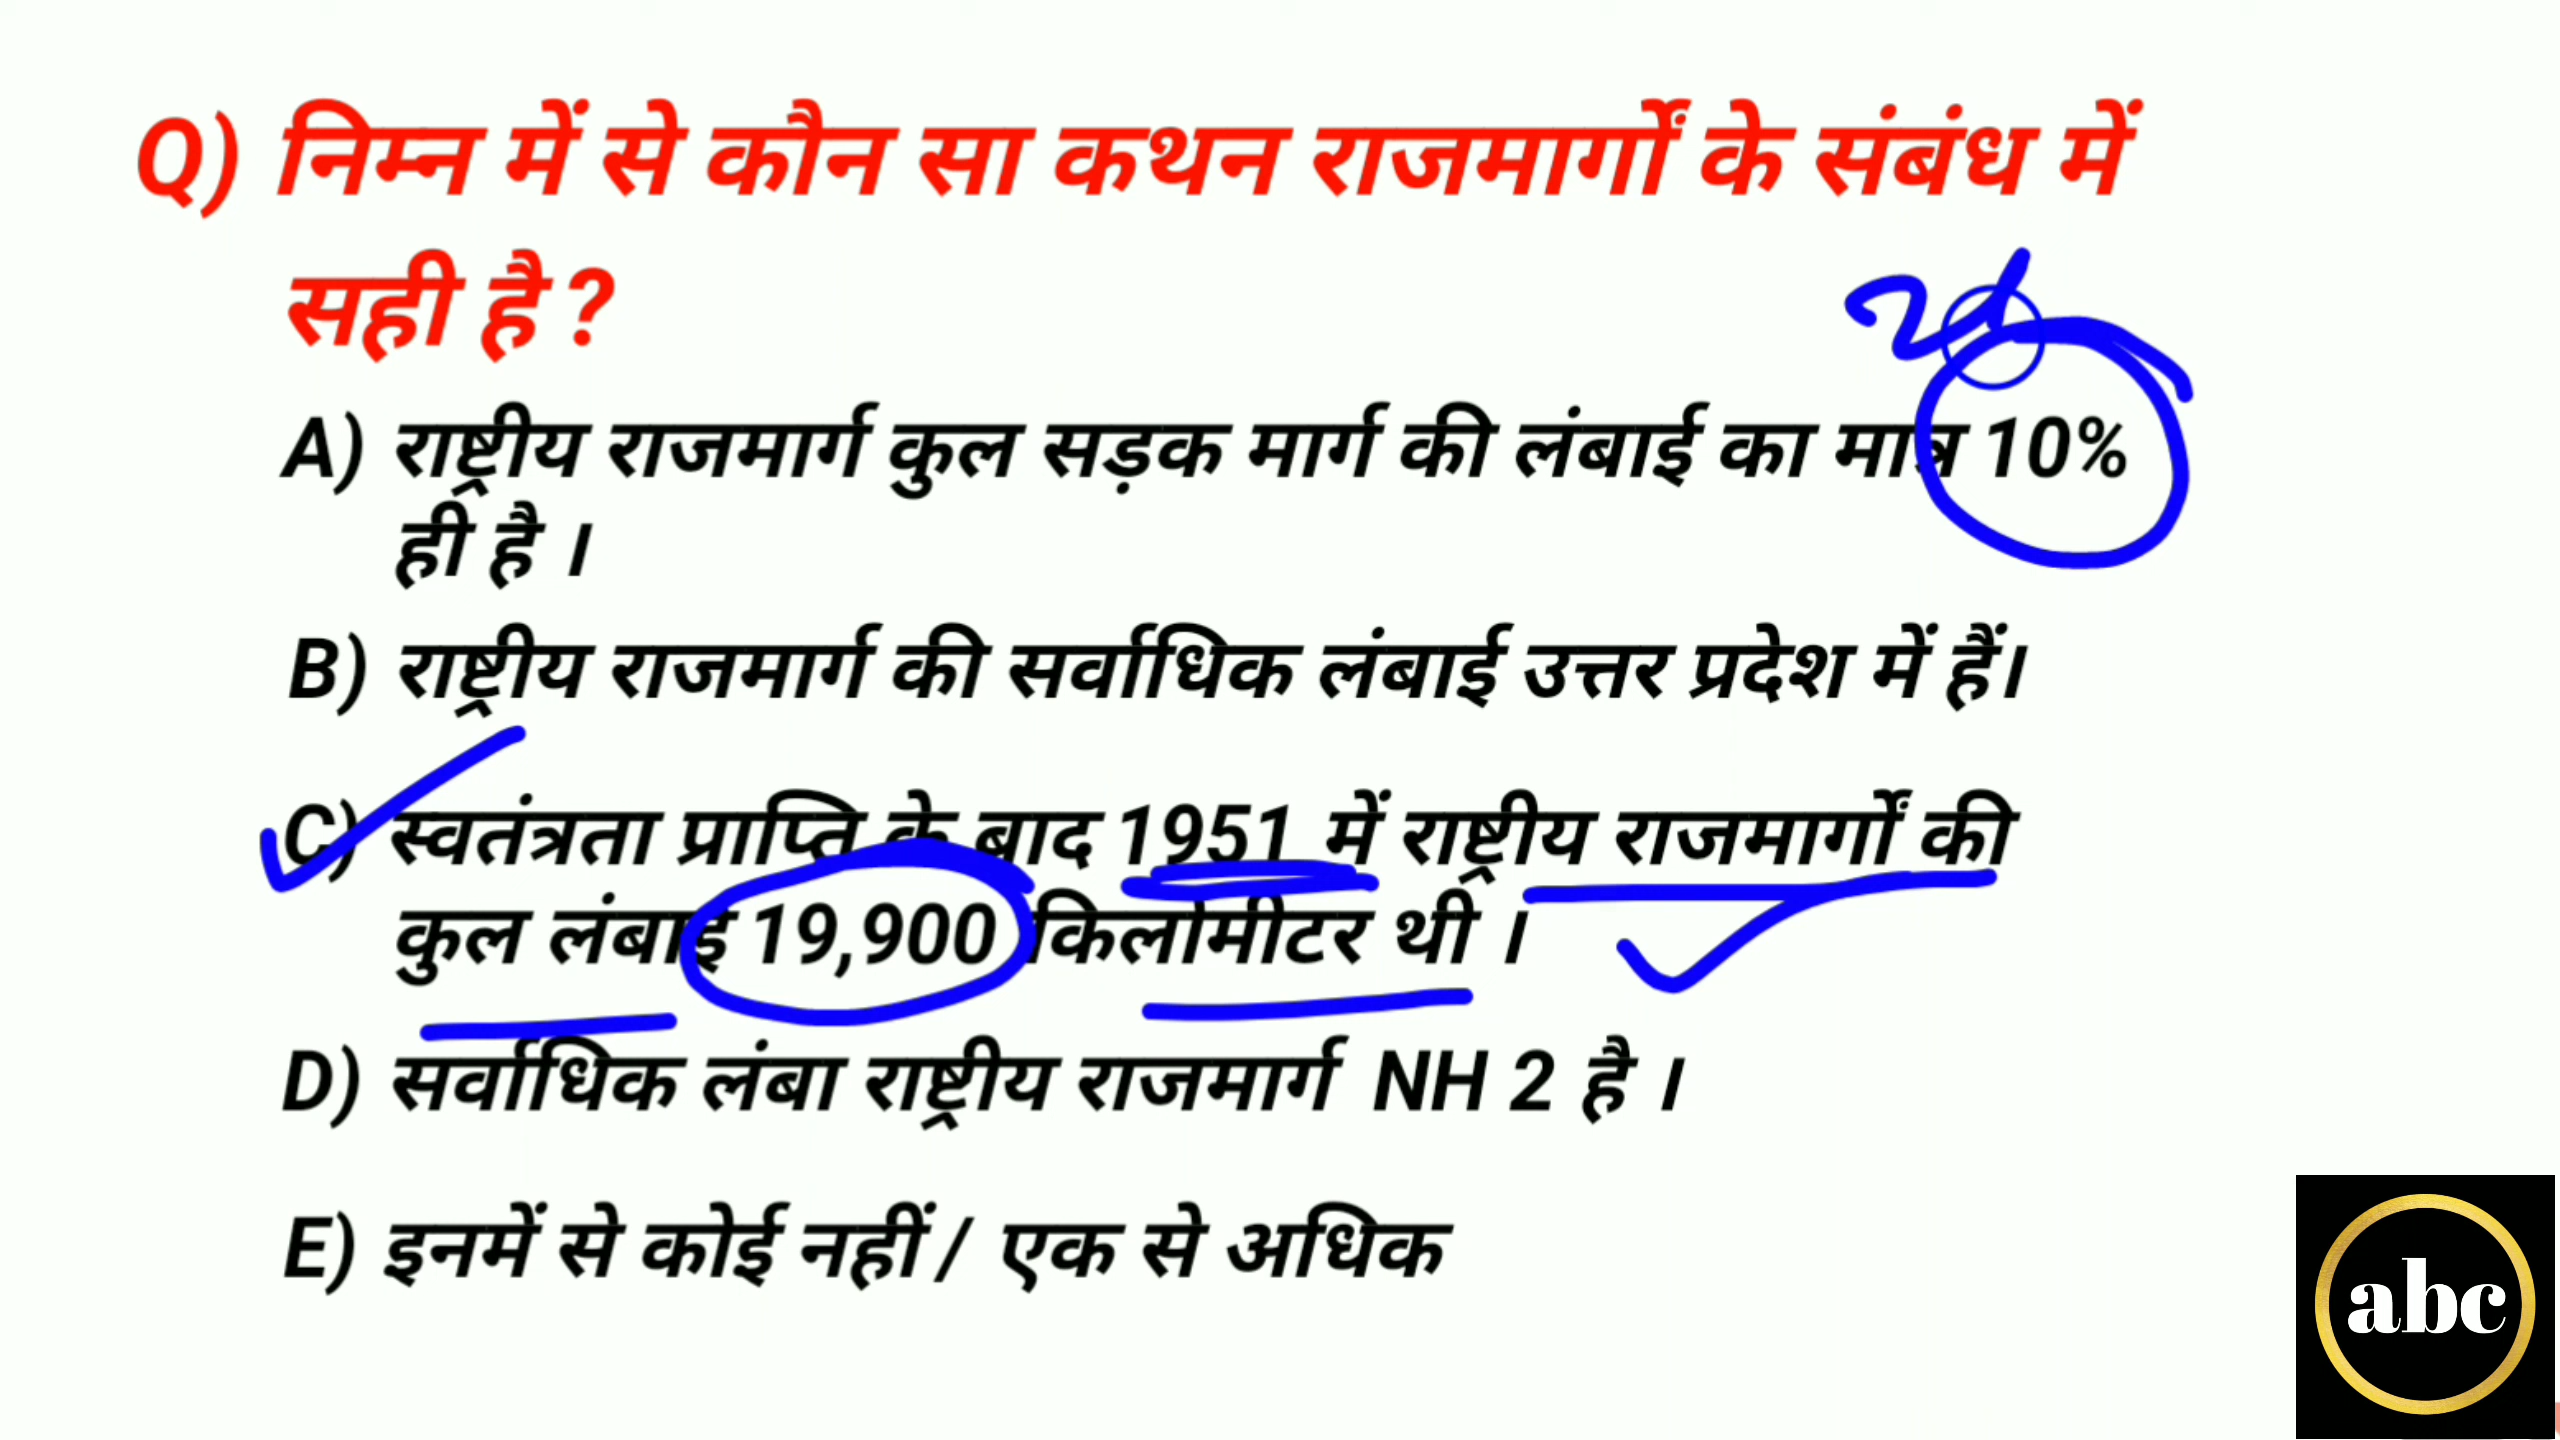 Q) निम्न में से कौन सा कथन राजमार्गों के संबंध में
सही है ?
A) राष्ट्रीय राजमार्ग कुल सड़क मार्ग की लंबाई का मात्र 10%
ही है ।
B) राष्ट्रीय राजमार्ग की सर्वाधिक लंबाई उत्तर प्रदेश में हैं।
C) स्वतंत्रता प्राप्ति के बाद 1951 में राष्ट्रीय राजमार्गों की
कुल लंबाई 19,900 किलोमीटर थी ।
D) सर्वाधिक लंबा राष्ट्रीय राजमार्ग NH 2 है ।
E) इनमें से कोई नहीं / एक से अधिक
abc